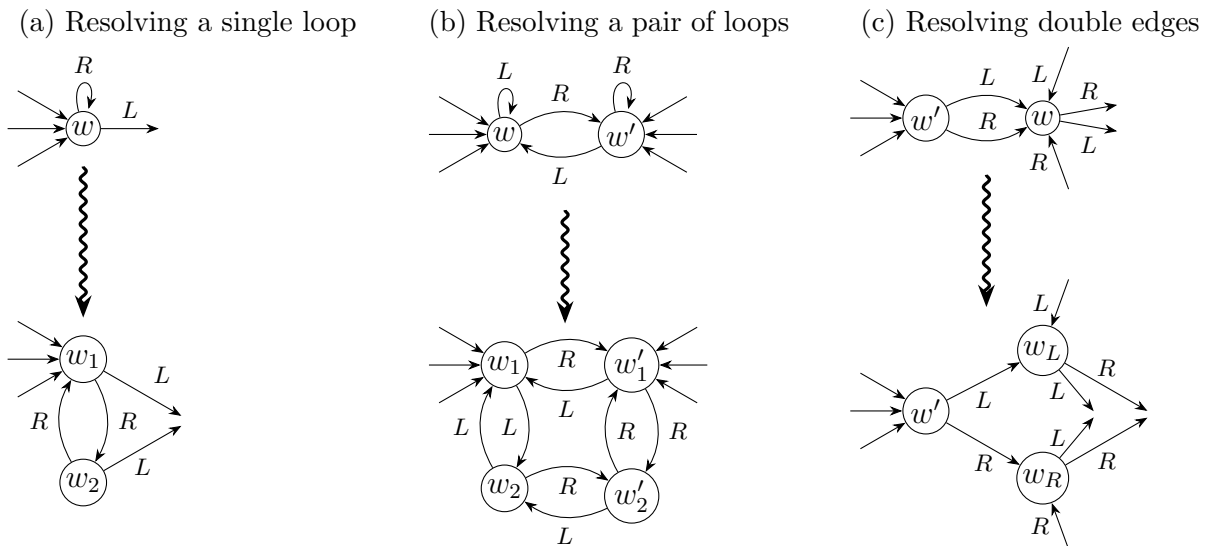 (a) Resolving a single loop
(b) Resolving a pair of loops
(c) Resolving double edges
R
w
L
L
R
R
w
w′
L
L
L
R
w′
R
w
L
R
w₁
L
R
R
w₂
L
w₁
R
w′₁
L
L
L
R
R
w₂
R
w′₂
L
L
w_L
R
L
w′
L
R
L
R
w_R
R